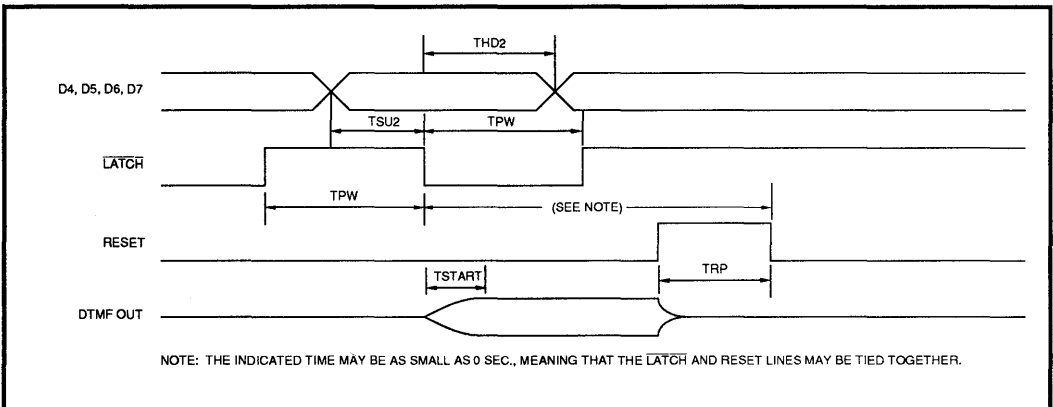 THD2
D4, D5, D6, D7
TSU2
TPW
LATCH
TPW
(SEE NOTE)
RESET
TSTART
TRP
DTMF OUT
NOTE: THE INDICATED TIME MAY BE AS SMALL AS 0 SEC., MEANING THAT THE LATCH AND RESET LINES MAY BE TIED TOGETHER.